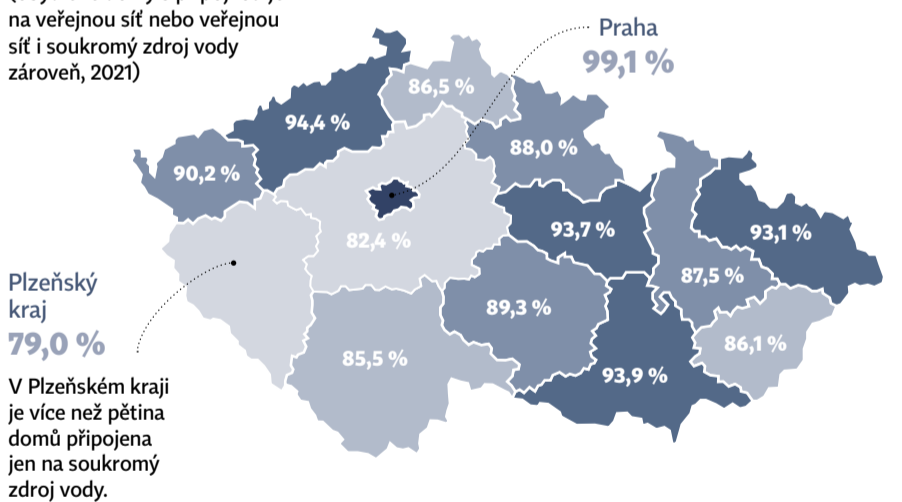 na veřejnou síť nebo veřejnou
síť i soukromý zdroj vody
zároveň, 2021)
Praha
99,1 %
86,5 %
94,4 %
88,0 %
90,2 %
82,4 %
93,7 %
93,1 %
87,5 %
Plzeňský
kraj
79,0 %
89,3 %
85,5 %
86,1 %
93,9 %
V Plzeňském kraji
je více než pětina
domů připojena
jen na soukromý
zdroj vody.